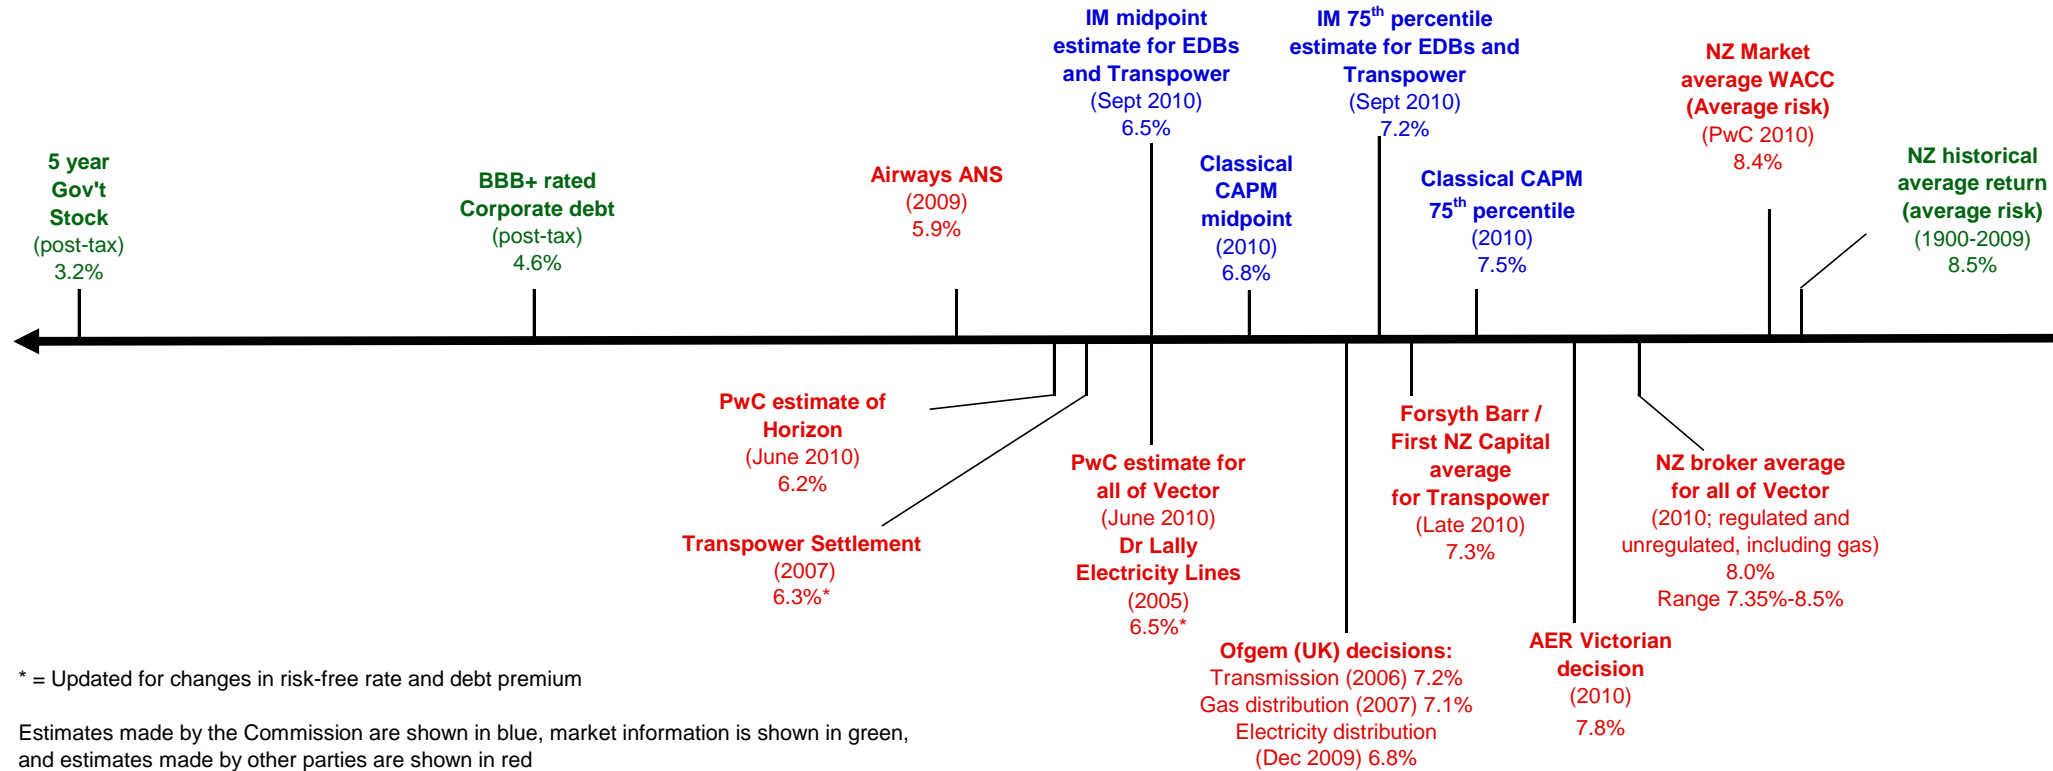 5 year
Gov't
Stock
(post-tax)
3.2%
BBB+ rated
Corporate debt
(post-tax)
4.6%
Airways ANS
(2009)
5.9%
IM midpoint
estimate for EDBs
and Transpower
(Sept 2010)
6.5%
Classical
CAPM
midpoint
(2010)
6.8%
IM 75th percentile
estimate for EDBs and
Transpower
(Sept 2010)
7.2%
Classical CAPM
75th percentile
(2010)
7.5%
NZ Market
average WACC
(Average risk)
(PwC 2010)
8.4%
NZ historical
average return
(average risk)
(1900-2009)
8.5%
PwC estimate of
Horizon
(June 2010)
6.2%
Transpower Settlement
(2007)
6.3%*
PwC estimate for
all of Vector
(June 2010)
Dr Lally
Electricity Lines
(2005)
6.5%*
Ofgem (UK) decisions:
Transmission (2006) 7.2%
Gas distribution (2007) 7.1%
Electricity distribution
(Dec 2009) 6.8%
Forsyth Barr /
First NZ Capital
average
for Transpower
(Late 2010)
7.3%
AER Victorian
decision
(2010)
7.8%
NZ broker average
for all of Vector
(2010; regulated and
unregulated, including gas)
8.0%
Range 7.35%-8.5%
* = Updated for changes in risk-free rate and debt premium
Estimates made by the Commission are shown in blue, market information is shown in green,
and estimates made by other parties are shown in red